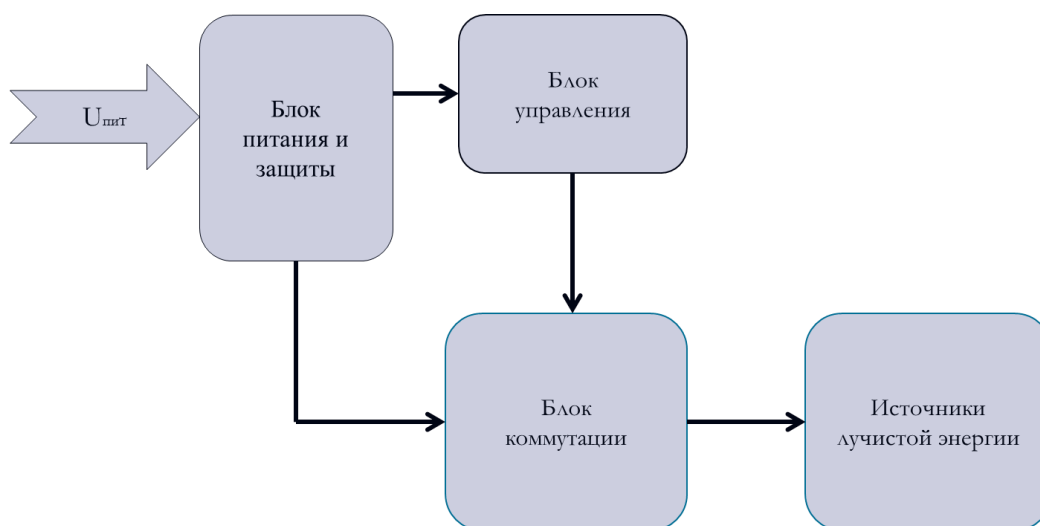 Uпит
Блок
питания и
защиты
Блок
управления
Блок
коммутации
Источники
лучистой энергии